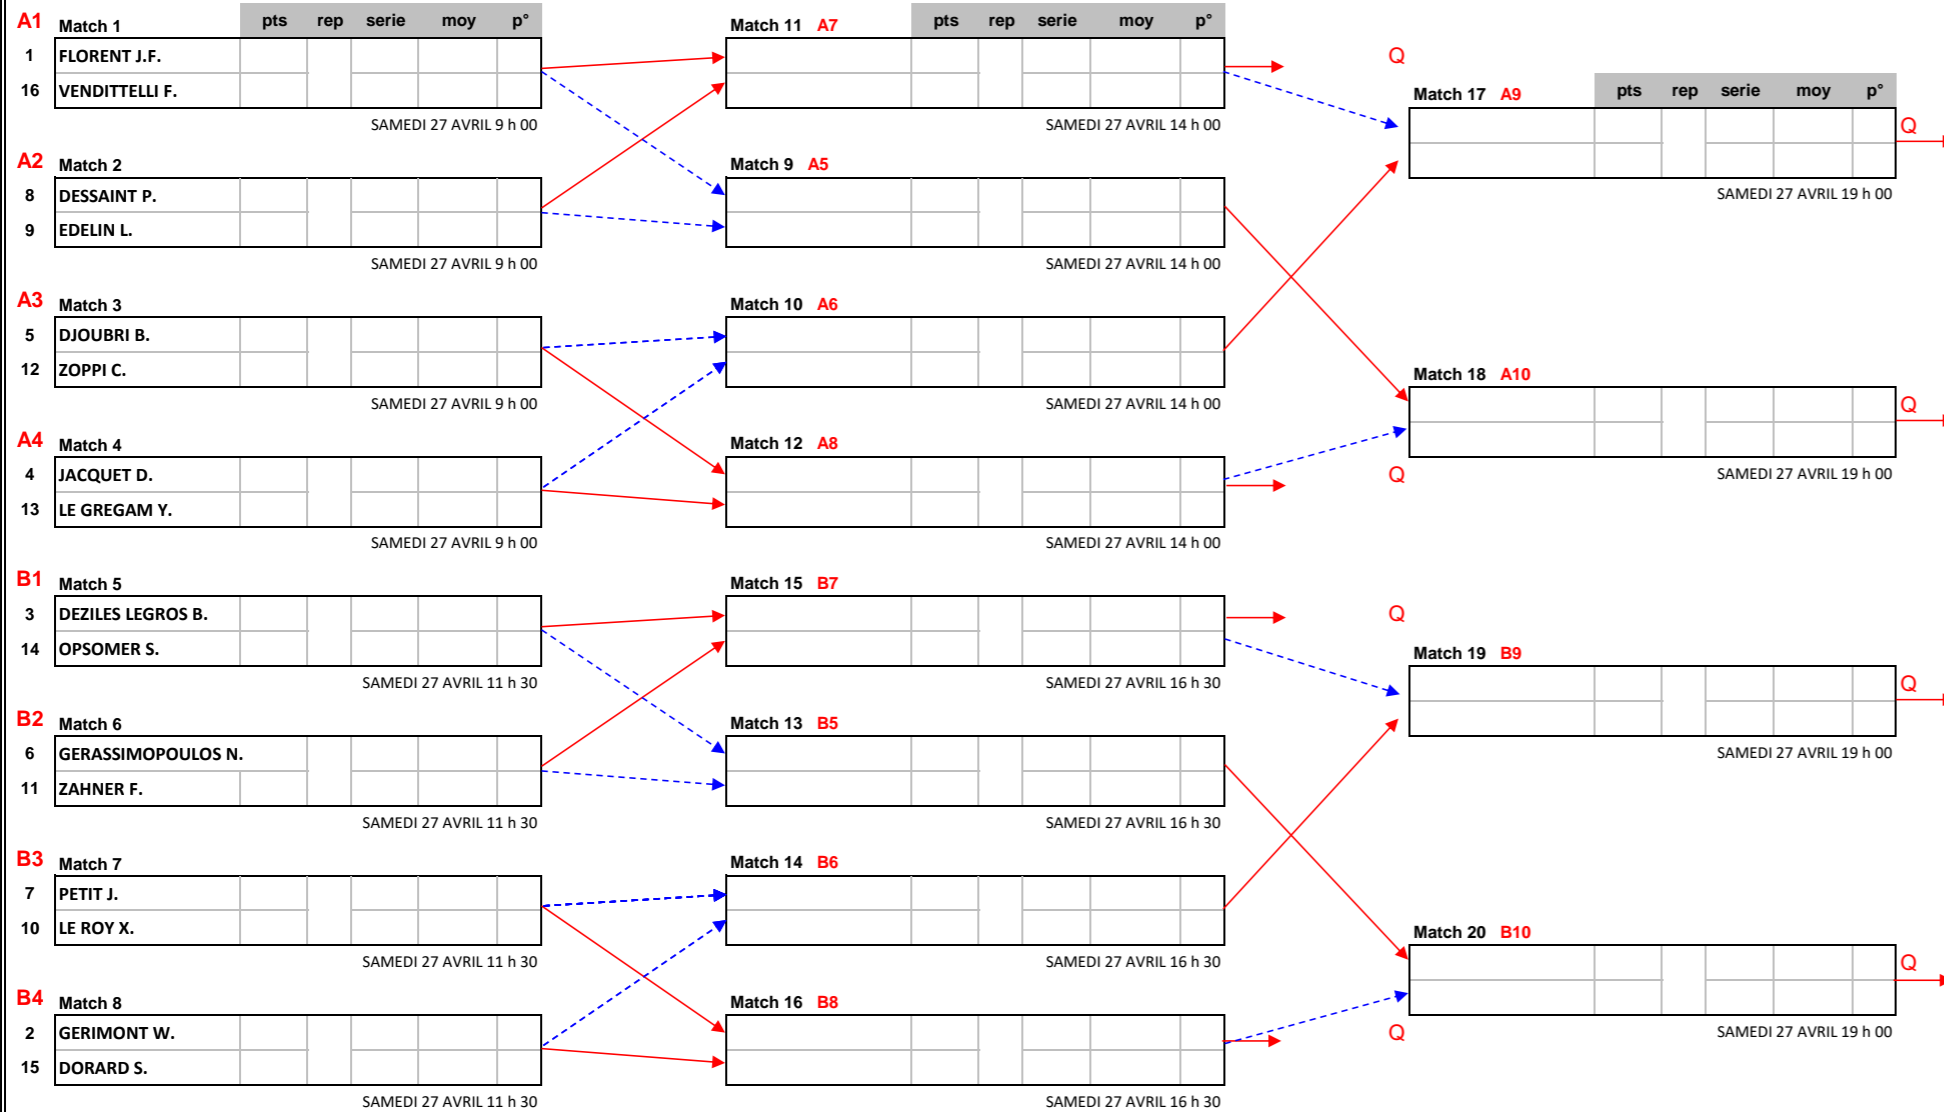 A1 Match 1 pts rep serie moy p°
1 FLORENT J.F.
16 VENDITTELLI F.
SAMEDI 27 AVRIL 9 h 00
A2 Match 2
8 DESSAINT P.
9 EDELIN L.
SAMEDI 27 AVRIL 9 h 00
A3 Match 3
5 DJOUBRI B.
12 ZOPPI C.
SAMEDI 27 AVRIL 9 h 00
A4 Match 4
4 JACQUET D.
13 LE GREGAM Y.
SAMEDI 27 AVRIL 9 h 00
B1 Match 5
3 DEZILES LEGROS B.
14 OPSOMER S.
SAMEDI 27 AVRIL 11 h 30
B2 Match 6
6 GERASSIMOPOULOS N.
11 ZAHNER F.
SAMEDI 27 AVRIL 11 h 30
B3 Match 7
7 PETIT J.
10 LE ROY X.
SAMEDI 27 AVRIL 11 h 30
B4 Match 8
2 GERIMONT W.
15 DORARD S.
SAMEDI 27 AVRIL 11 h 30
Match 11 A7 pts rep serie moy p°
SAMEDI 27 AVRIL 14 h 00
Match 9 A5
SAMEDI 27 AVRIL 14 h 00
Match 10 A6
SAMEDI 27 AVRIL 14 h 00
Match 12 A8
SAMEDI 27 AVRIL 14 h 00
Match 15 B7
SAMEDI 27 AVRIL 16 h 30
Match 13 B5
SAMEDI 27 AVRIL 16 h 30
Match 14 B6
SAMEDI 27 AVRIL 16 h 30
Match 16 B8
SAMEDI 27 AVRIL 16 h 30
Q
Match 17 A9 pts rep serie moy p°
Q
SAMEDI 27 AVRIL 19 h 00
Match 18 A10
Q
Q
SAMEDI 27 AVRIL 19 h 00
Q
Match 19 B9
Q
SAMEDI 27 AVRIL 19 h 00
Match 20 B10
Q
Q
SAMEDI 27 AVRIL 19 h 00